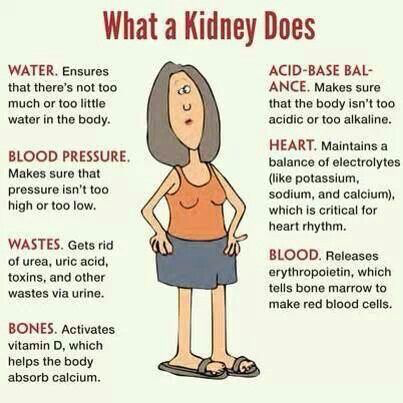 What a Kidney Does
WATER. Ensures
that there's not too
much or too little
water in the body.
BLOOD PRESSURE.
Makes sure that
pressure isn't too
high or too low.
WASTES. Gets rid
of urea, uric acid,
toxins, and other
wastes via urine.
BONES. Activates
vitamin D, which
helps the body
absorb calcium.
ACID-BASE BAL-
ANCE. Makes sure
that the body isn't too
acidic or too alkaline.
HEART. Maintains a
balance of electrolytes
(like potassium,
sodium, and calcium),
which is critical for
heart rhythm.
BLOOD. Releases
erythropoietin, which
tells bone marrow to
make red blood cells.